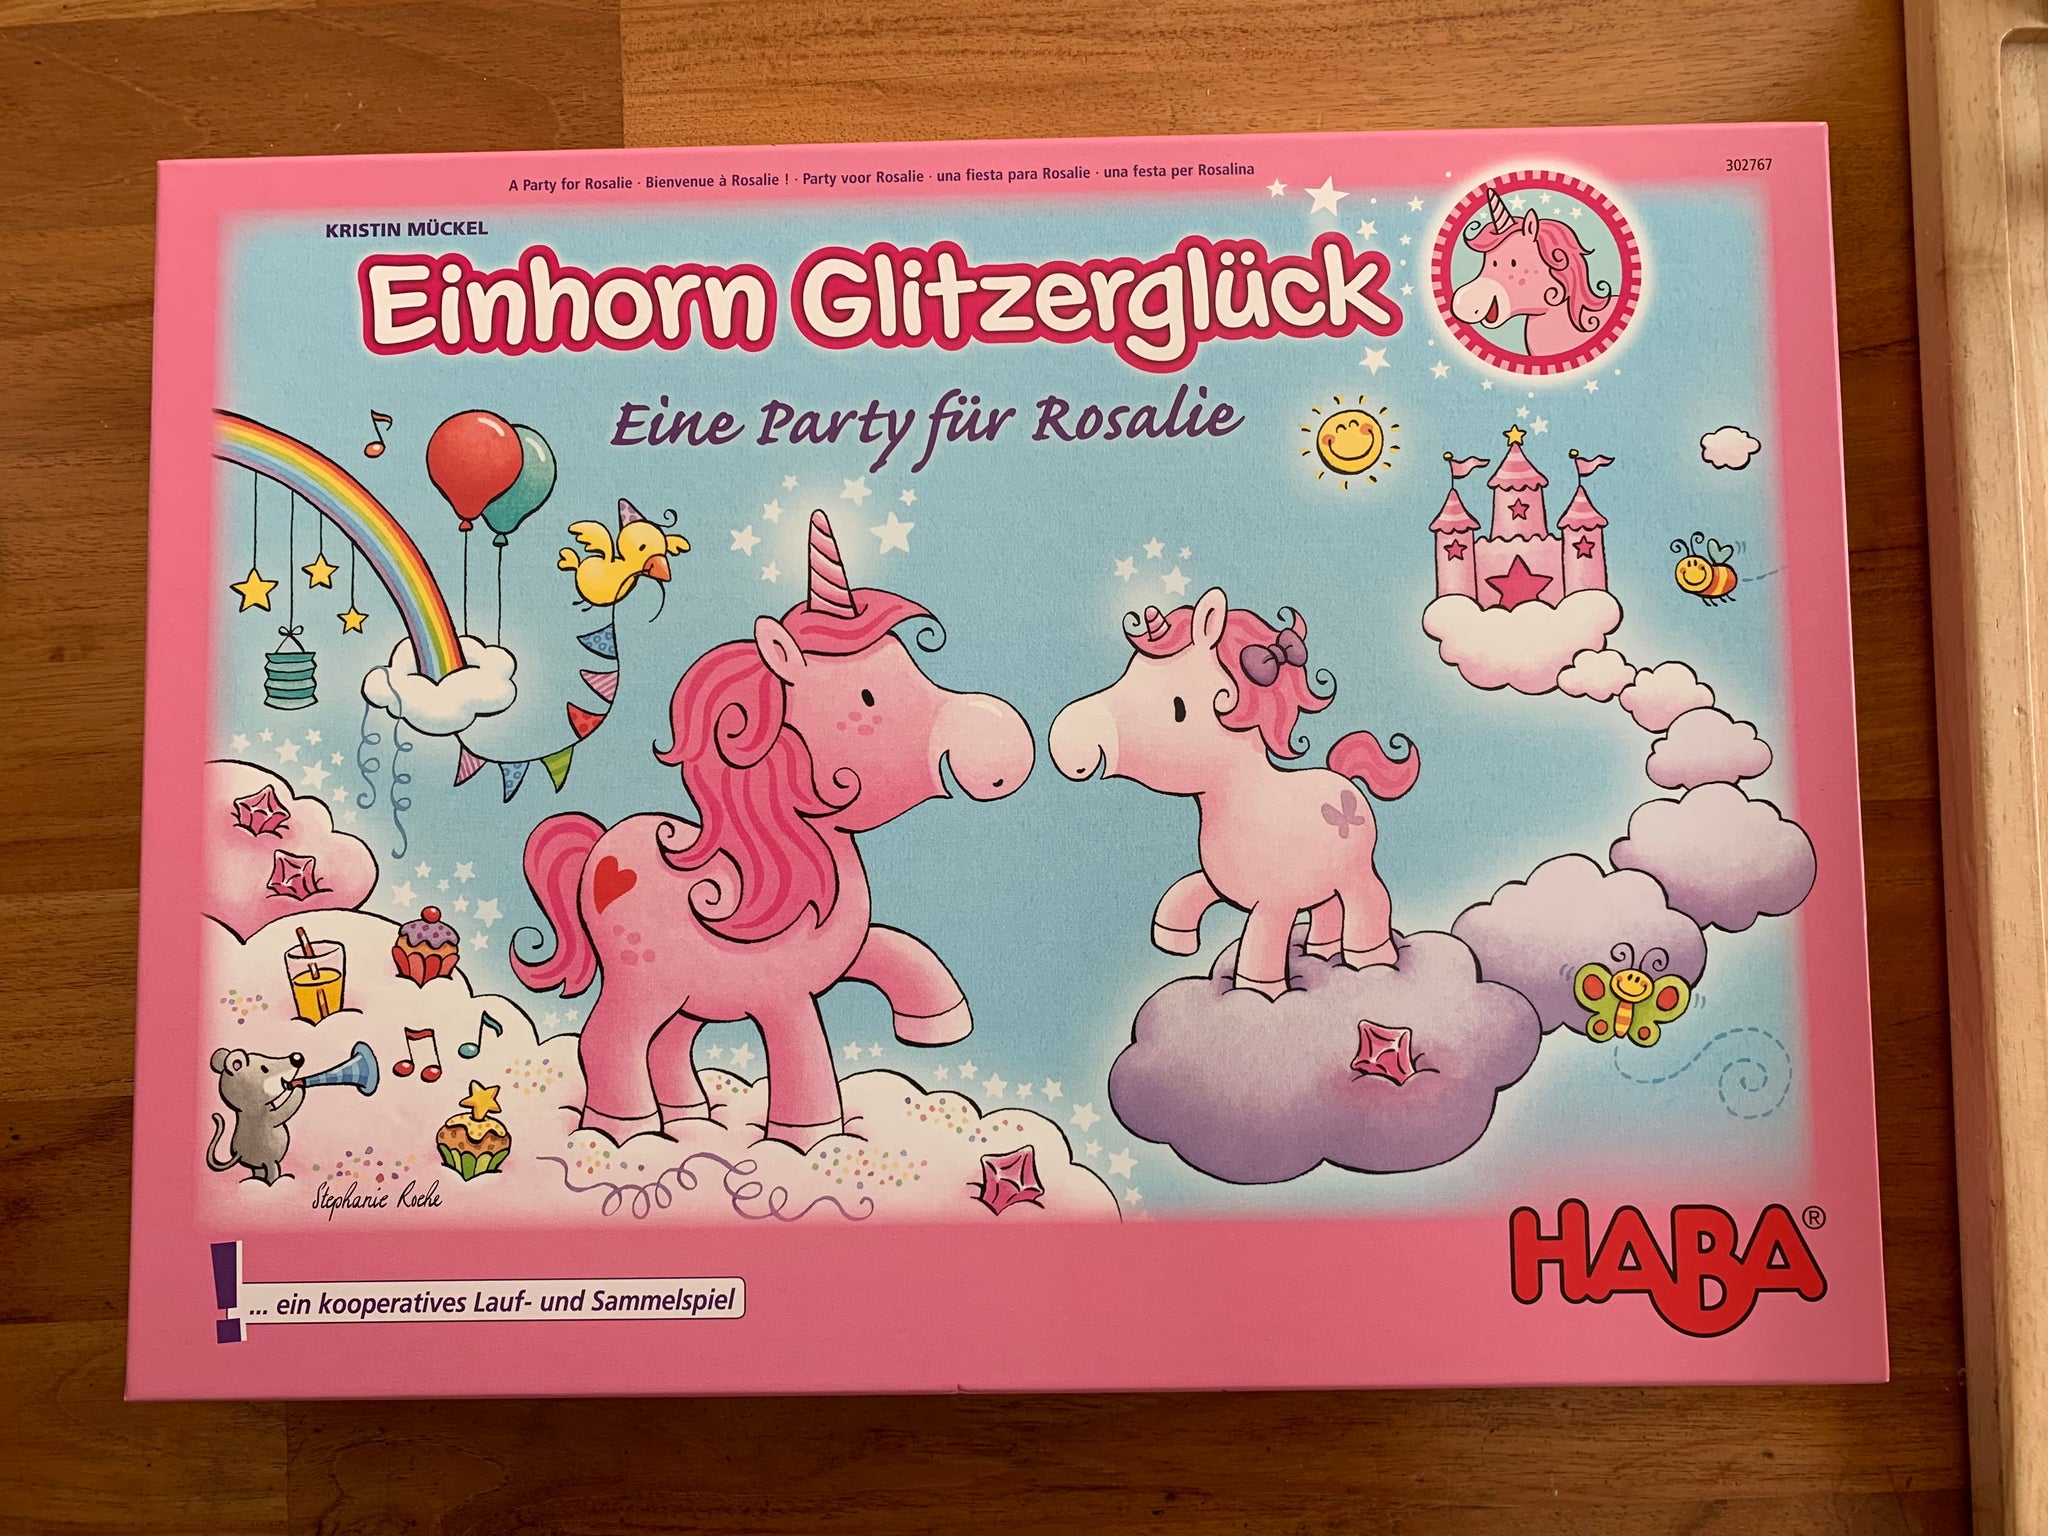 A Party for Rosalie · Bienvenue à Rosalie ! · Party voor Rosalie · una fiesta para Rosalie · una festa per Rosalina
302767
KRISTIN MÜCKEL
Einhorn Glitzerglück
Eine Party für Rosalie
Stephanie Roehe
! ... ein kooperatives Lauf- und Sammelspiel
HABA®